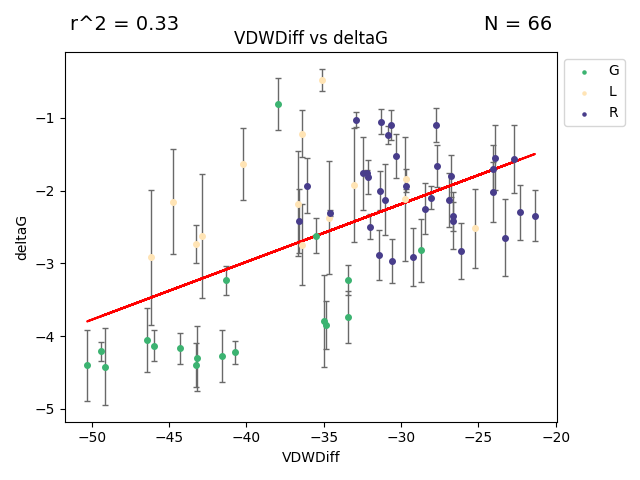 r^2 = 0.33
N = 66
VDWDiff vs deltaG
G
L
R
deltaG
−1
−2
−3
−4
−5
−50
−45
−40
−35
−30
−25
−20
VDWDiff